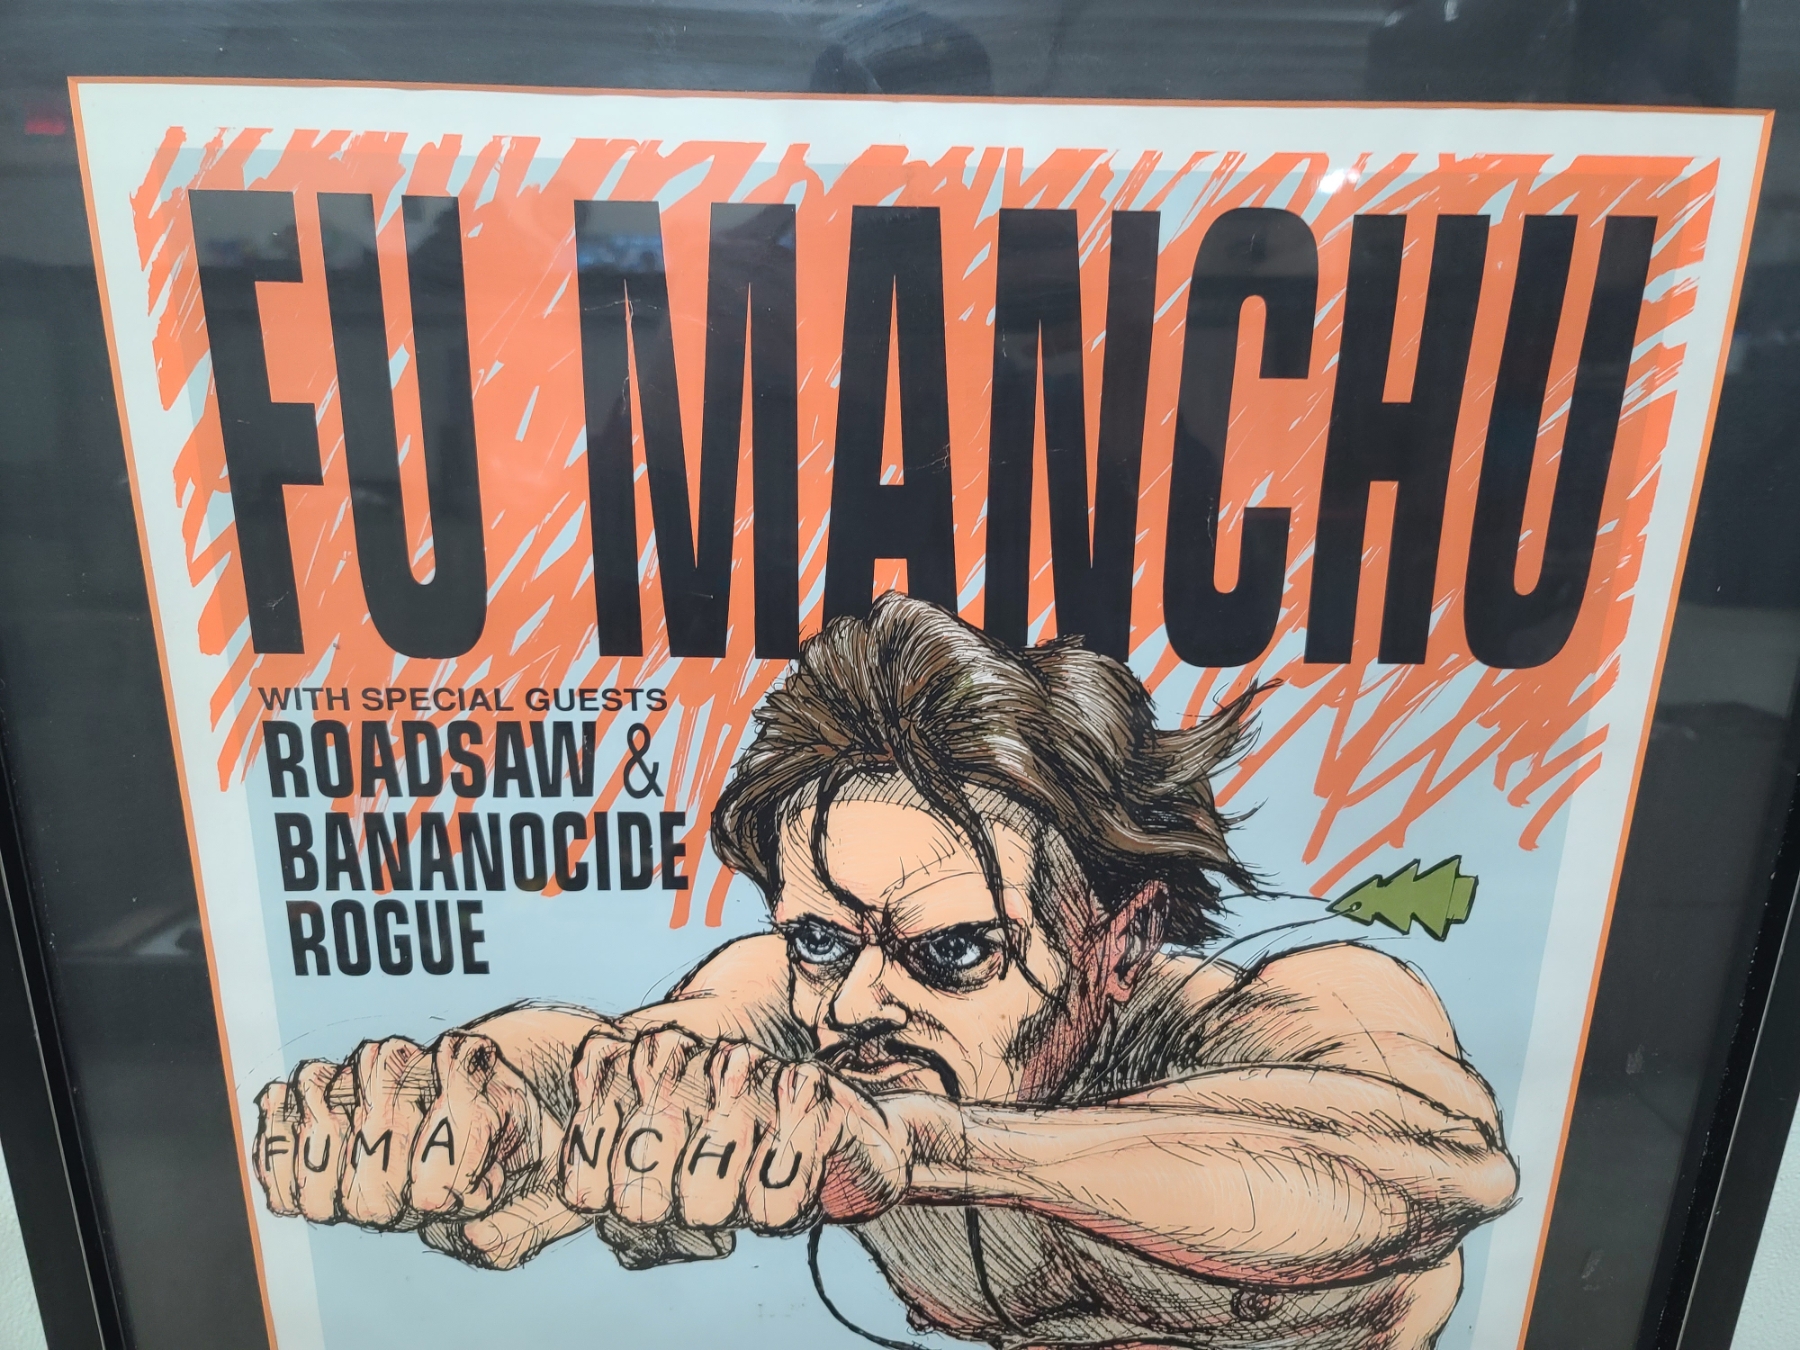 FU MANCHU
WITH SPECIAL GUESTS
ROADSAW &
BANANOCIDE
ROGUE
FUMA NCHU